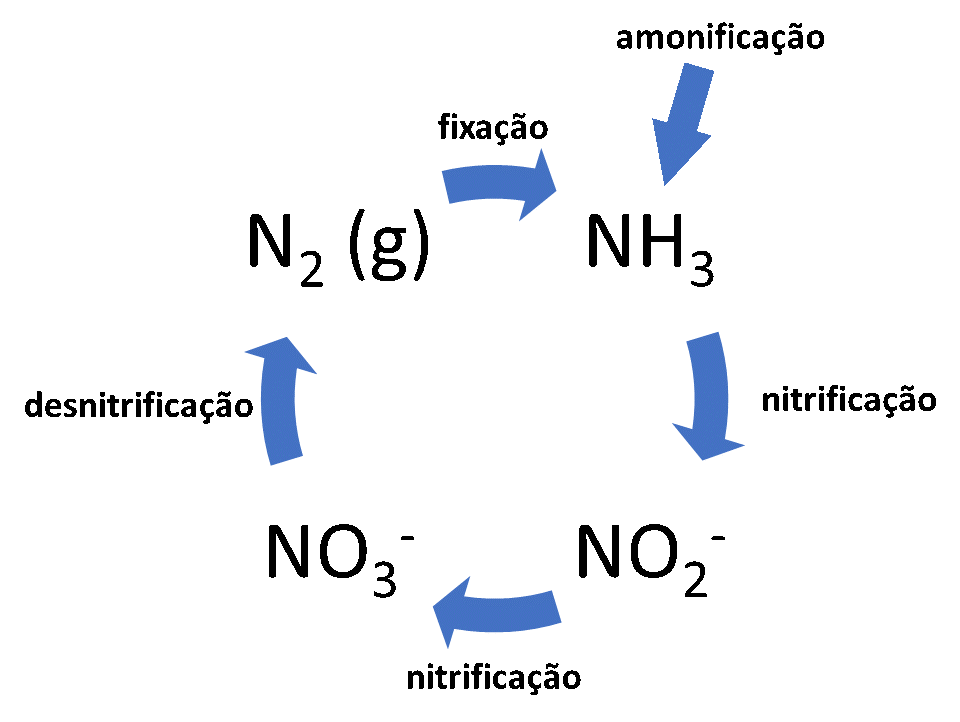 amonificação
fixação
N₂ (g)
NH₃
desnitrificação
nitrificação
NO₃⁻
NO₂⁻
nitrificação